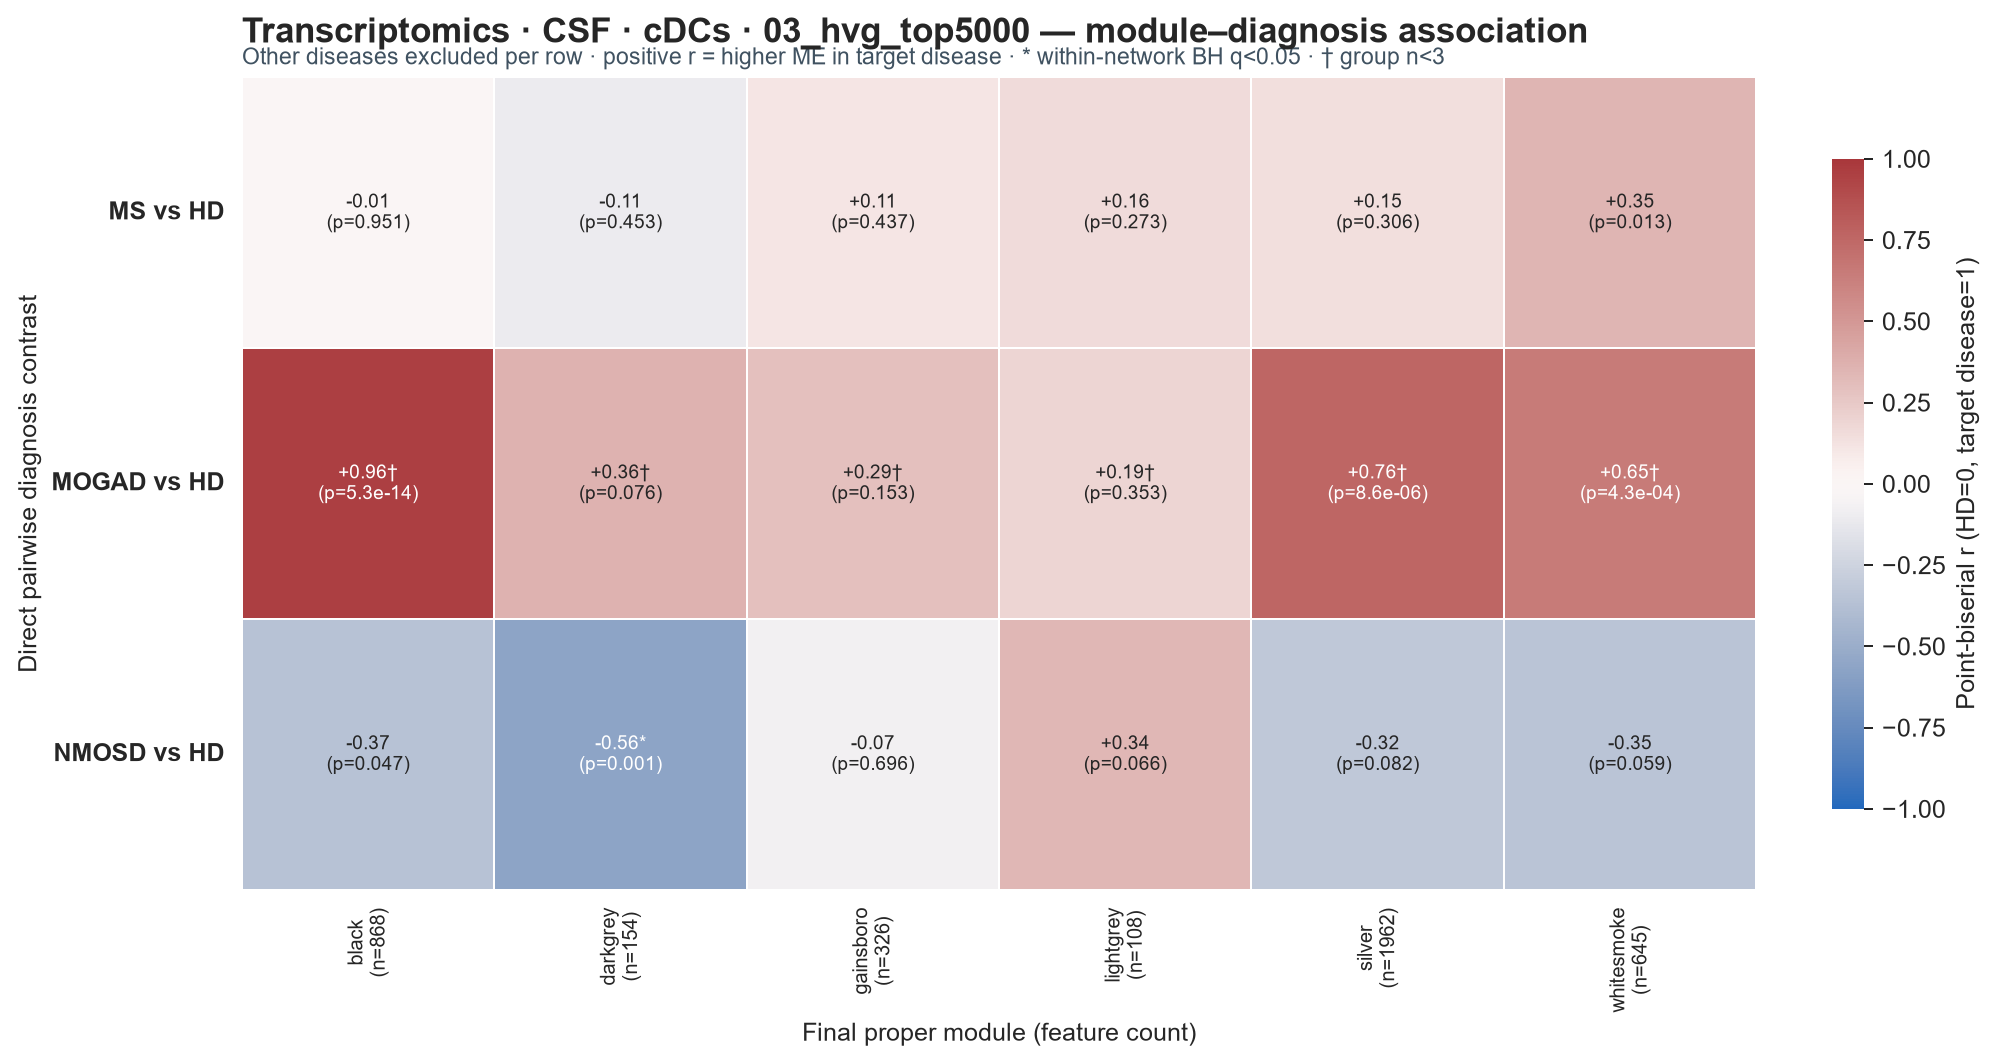 Transcriptomics · CSF · cDCs · 03_hvg_top5000 — module–diagnosis association
Other diseases excluded per row · positive r = higher ME in target disease · * within-network BH q<0.05 · † group n<3
Direct pairwise diagnosis contrast
MS vs HD
-0.01
(p=0.951)
-0.11
(p=0.453)
+0.11
(p=0.437)
+0.16
(p=0.273)
+0.15
(p=0.306)
+0.35
(p=0.013)
MOGAD vs HD
+0.96†
(p=5.3e-14)
+0.36†
(p=0.076)
+0.29†
(p=0.153)
+0.19†
(p=0.353)
+0.76†
(p=8.6e-06)
+0.65†
(p=4.3e-04)
NMOSD vs HD
-0.37
(p=0.047)
-0.56*
(p=0.001)
-0.07
(p=0.696)
+0.34
(p=0.066)
-0.32
(p=0.082)
-0.35
(p=0.059)
black
(n=868)
darkgrey
(n=154)
gainsboro
(n=326)
lightgrey
(n=108)
silver
(n=1962)
whitesmoke
(n=645)
Final proper module (feature count)
1.00
0.75
0.50
0.25
0.00
−0.25
−0.50
−0.75
−1.00
Point-biserial r (HD=0, target disease=1)